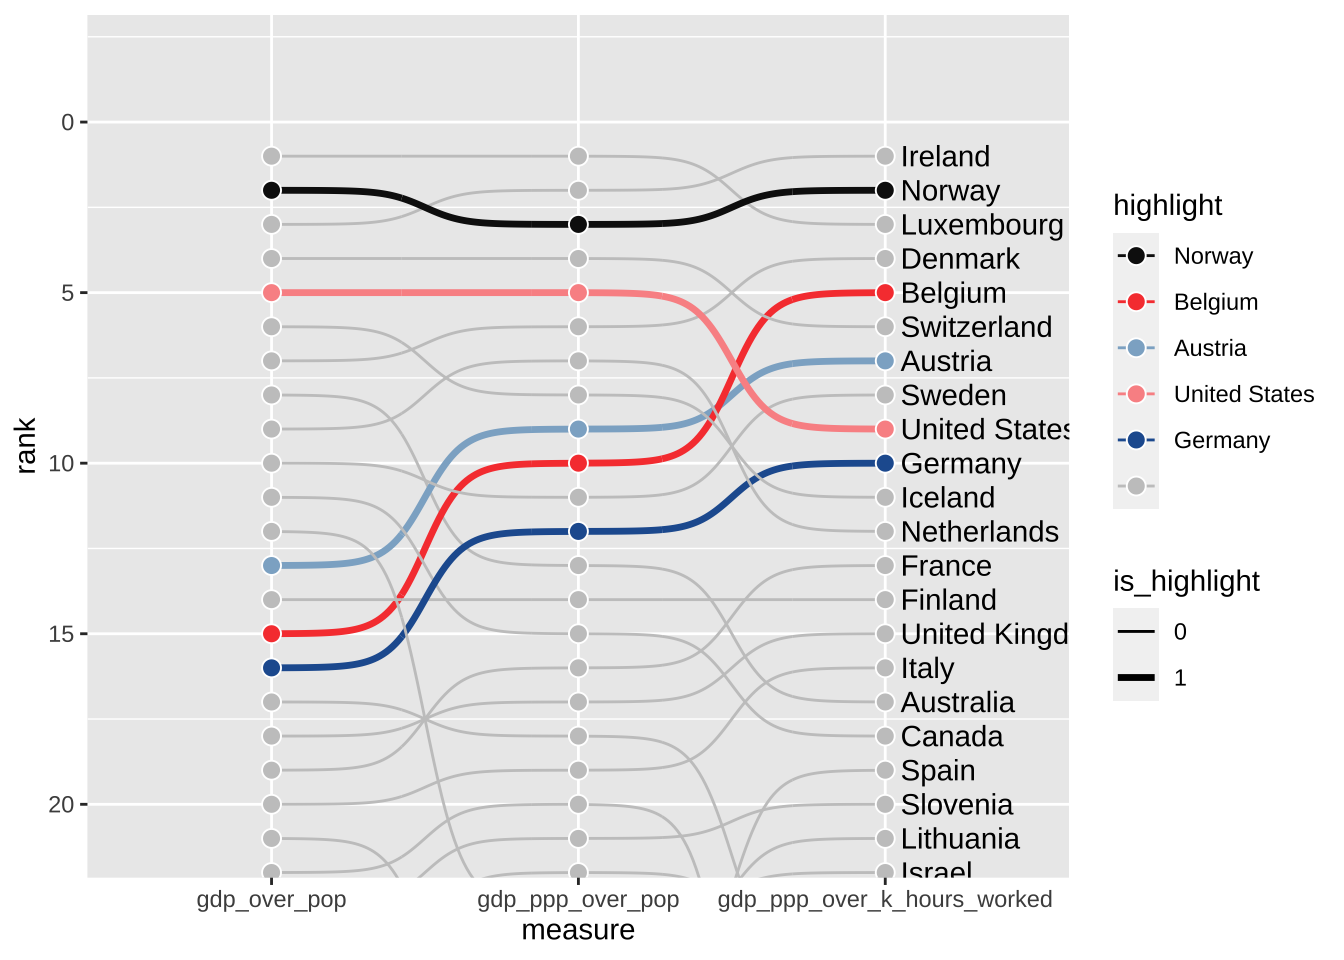 rank
0
5
10
15
20
Ireland
Norway
Luxembourg
Denmark
Belgium
Switzerland
Austria
Sweden
United States
Germany
Iceland
Netherlands
France
Finland
United Kingd
Italy
Australia
Canada
Spain
Slovenia
Lithuania
Israel
gdp_over_pop
gdp_ppp_over_pop
gdp_ppp_over_k_hours_worked
measure
highlight
Norway
Belgium
Austria
United States
Germany
is_highlight
0
1